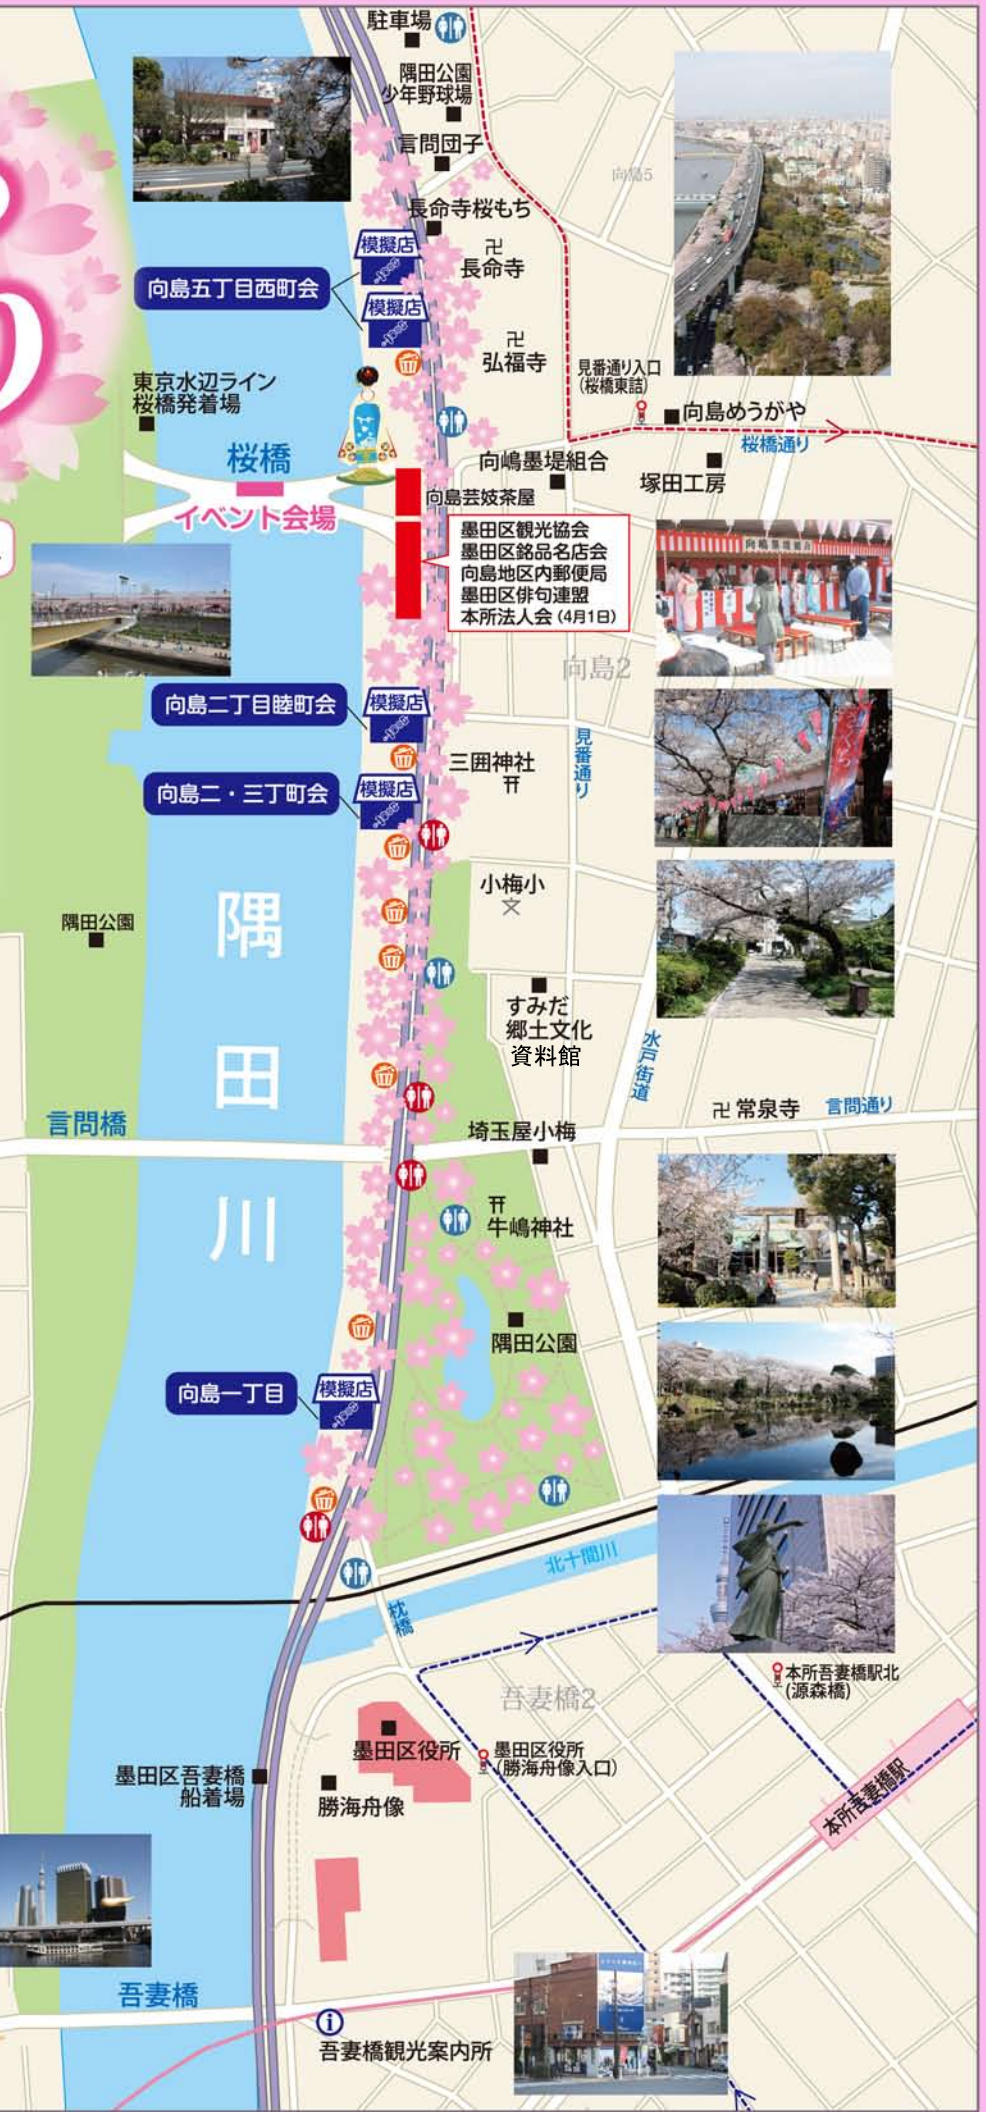 駐車場
隅田公園
少年野球場
言問団子
向島5
長命寺桜もち
模擬店
卍
長命寺
向島五丁目西町会
模擬店
卍
弘福寺
東京水辺ライン
桜橋発着場
見番通り入口
(桜橋東詰)
向島めうがや
桜橋通り
桜橋
向嶋墨堤組合
塚田工房
向島芸妓茶屋
イベント会場
墨田区観光協会
墨田区銘品名店会
向島地区内郵便局
墨田区俳句連盟
本所法人会(4月1日)
向嶋墨堤組合
向島2
向島二丁目睦町会
模擬店
三囲神社
見番通り
向島二・三丁町会
模擬店
小梅小
文
隅田公園
隅田川
すみだ
郷土文化
資料館
水戸街道
卍常泉寺
言問通り
言問橋
埼玉屋小梅
牛嶋神社
隅田公園
向島一丁目
模擬店
北十間川
枕橋
本所吾妻橋駅北
(源森橋)
吾妻橋2
墨田区役所
墨田区役所
(勝海舟像入口)
墨田区吾妻橋
船着場
勝海舟像
本所吾妻橋駅
吾妻橋
i
吾妻橋観光案内所